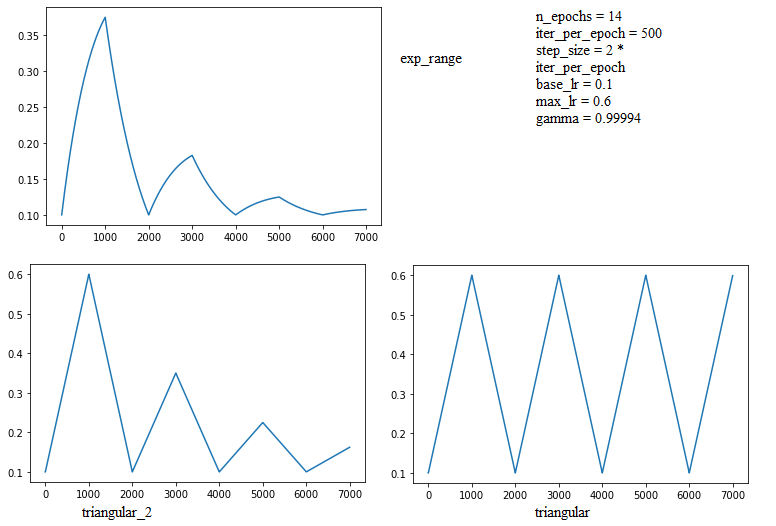 0.35
0.30
0.25
0.20
0.15
0.10
0 1000 2000 3000 4000 5000 6000 7000
exp_range
n_epochs = 14
iter_per_epoch = 500
step_size = 2 *
iter_per_epoch
base_lr = 0.1
max_lr = 0.6
gamma = 0.99994
0.6
0.5
0.4
0.3
0.2
0.1
0 1000 2000 3000 4000 5000 6000 7000
triangular_2
0.6
0.5
0.4
0.3
0.2
0.1
0 1000 2000 3000 4000 5000 6000 7000
triangular